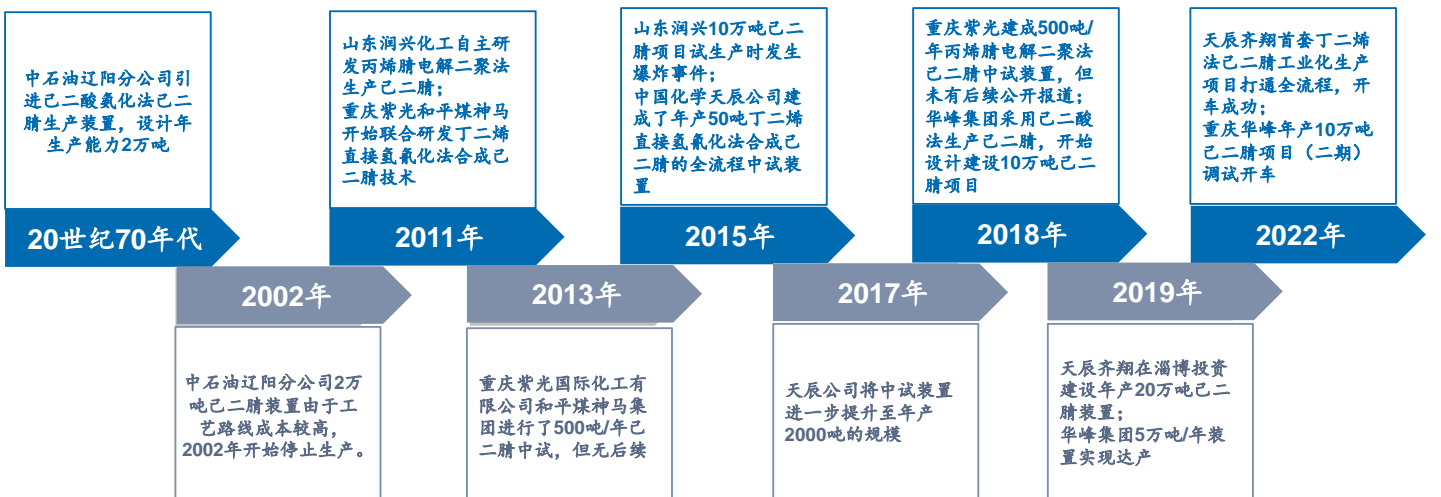 中石油辽阳分公司引
进己二酸氨化法己二
腈生产装置，设计年
生产能力2万吨
20世纪70年代
中石油辽阳分公司2万
吨己二腈装置由于工
艺路线成本较高，
2002年开始停止生产。
2002年
山东润兴化工自主研
发丙烯腈电解二聚法
生产己二腈；
重庆紫光和平煤神马
开始联合研发丁二烯
直接氢氰化法合成己
二腈技术
2011年
2013年
重庆紫光国际化工有
限公司和平煤神马集
团进行了500吨/年己
二腈中试，但无后续
山东润兴10万吨己二
腈项目试生产时发生
爆炸事件；
中国化学天辰公司建
成了年产50吨丁二烯
直接氢氰化法合成己
二腈的全流程中试装
置
2015年
2017年
天辰公司将中试装置
进一步提升至年产
2000吨的规模
重庆紫光建成500吨/
年丙烯腈电解二聚法
己二腈中试装置，但
未有后续公开报道；
华峰集团采用己二酸
法生产己二腈，开始
设计建设10万吨己二
腈项目
2018年
2019年
天辰齐翔在淄博投资
建设年产20万吨己二
腈装置；
华峰集团5万吨/年装
置实现达产
天辰齐翔首套丁二烯
法己二腈工业化生产
项目打通全流程，开
车成功；
重庆华峰年产10万吨
己二腈项目（二期）
调试开车
2022年